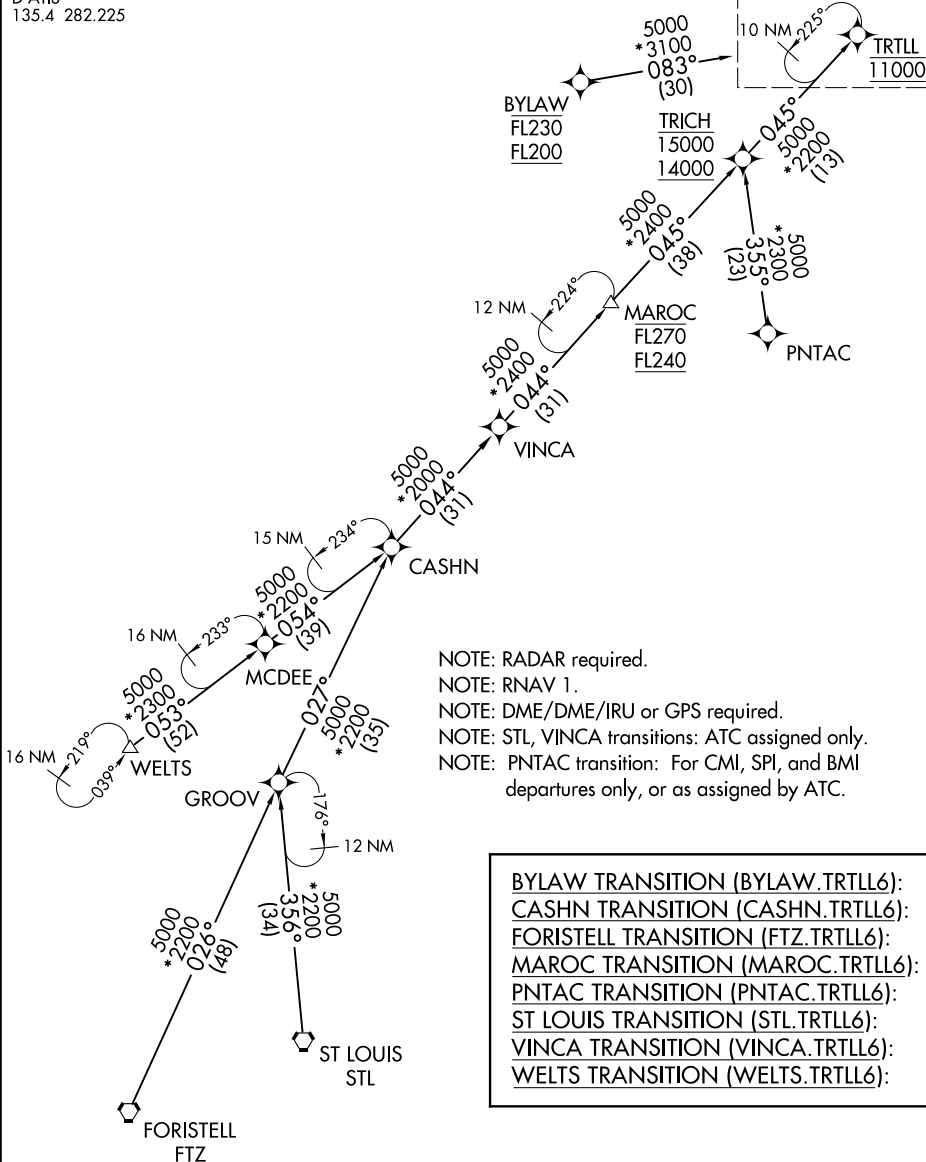 135.4 282.225
5000
*3100
083°
(30)
BYLAW
FL230
FL200
10 NM
225°
TRTLL
11000
045°
5000
*2200
(13)
TRICH
15000
14000
5000
*2400
045°
(38)
5000
*2300
355°
(23)
PNTAC
12 NM
224°
MAROC
FL270
FL240
5000
*2400
044°
(31)
VINCA
5000
*2000
044°
(31)
15 NM
234°
CASHN
5000
*2200
054°
(39)
16 NM
233°
MCDEE
5000
*2300
053°
(52)
16 NM
219°
039°
WELTS
027°
5000
*2200
(35)
GROOV
176°
12 NM
5000
*2200
356°
(34)
5000
*2200
026°
(48)
ST LOUIS
STL
FORISTELL
FTZ
NOTE: RADAR required.
NOTE: RNAV 1.
NOTE: DME/DME/IRU or GPS required.
NOTE: STL, VINCA transitions: ATC assigned only.
NOTE: PNTAC transition: For CMI, SPI, and BMI
departures only, or as assigned by ATC.
BYLAW TRANSITION (BYLAW.TRTLL6):
CASHN TRANSITION (CASHN.TRTLL6):
FORISTELL TRANSITION (FTZ.TRTLL6):
MAROC TRANSITION (MAROC.TRTLL6):
PNTAC TRANSITION (PNTAC.TRTLL6):
ST LOUIS TRANSITION (STL.TRTLL6):
VINCA TRANSITION (VINCA.TRTLL6):
WELTS TRANSITION (WELTS.TRTLL6):